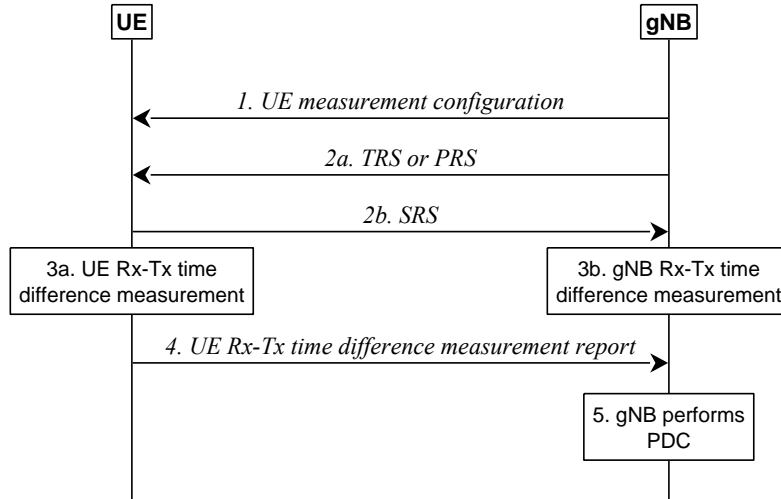 UE
gNB
1. UE measurement configuration
2a. TRS or PRS
2b. SRS
3a. UE Rx-Tx time
difference measurement
3b. gNB Rx-Tx time
difference measurement
4. UE Rx-Tx time difference measurement report
5. gNB performs
PDC